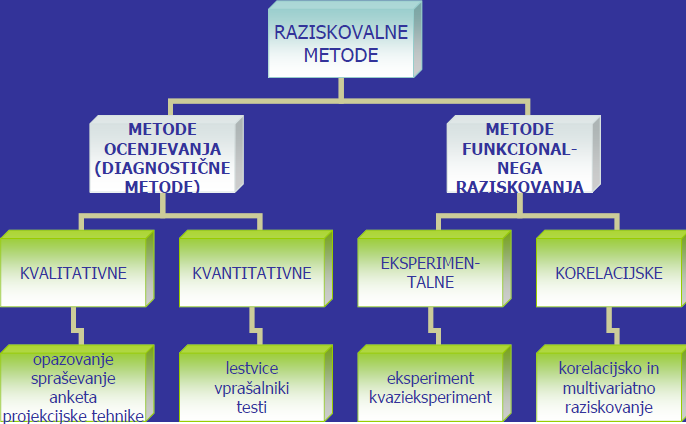 RAZISKOVALNE
METODE
METODE
OCENJEVANJA
(DIAGNOSTIČNE
METODE)
METODE
FUNKCIONAL-
NEGA
RAZISKOVANJA
KVALITATIVNE
KVANTITATIVNE
EKSPERIMEN-
TALNE
KORELACIJSKE
opazovanje
spraševanje
anketa
projekcijske tehnike
lestvice
vprašalniki
testi
eksperiment
kvazieksperiment
korelacijsko in
multivariatno
raziskovanje